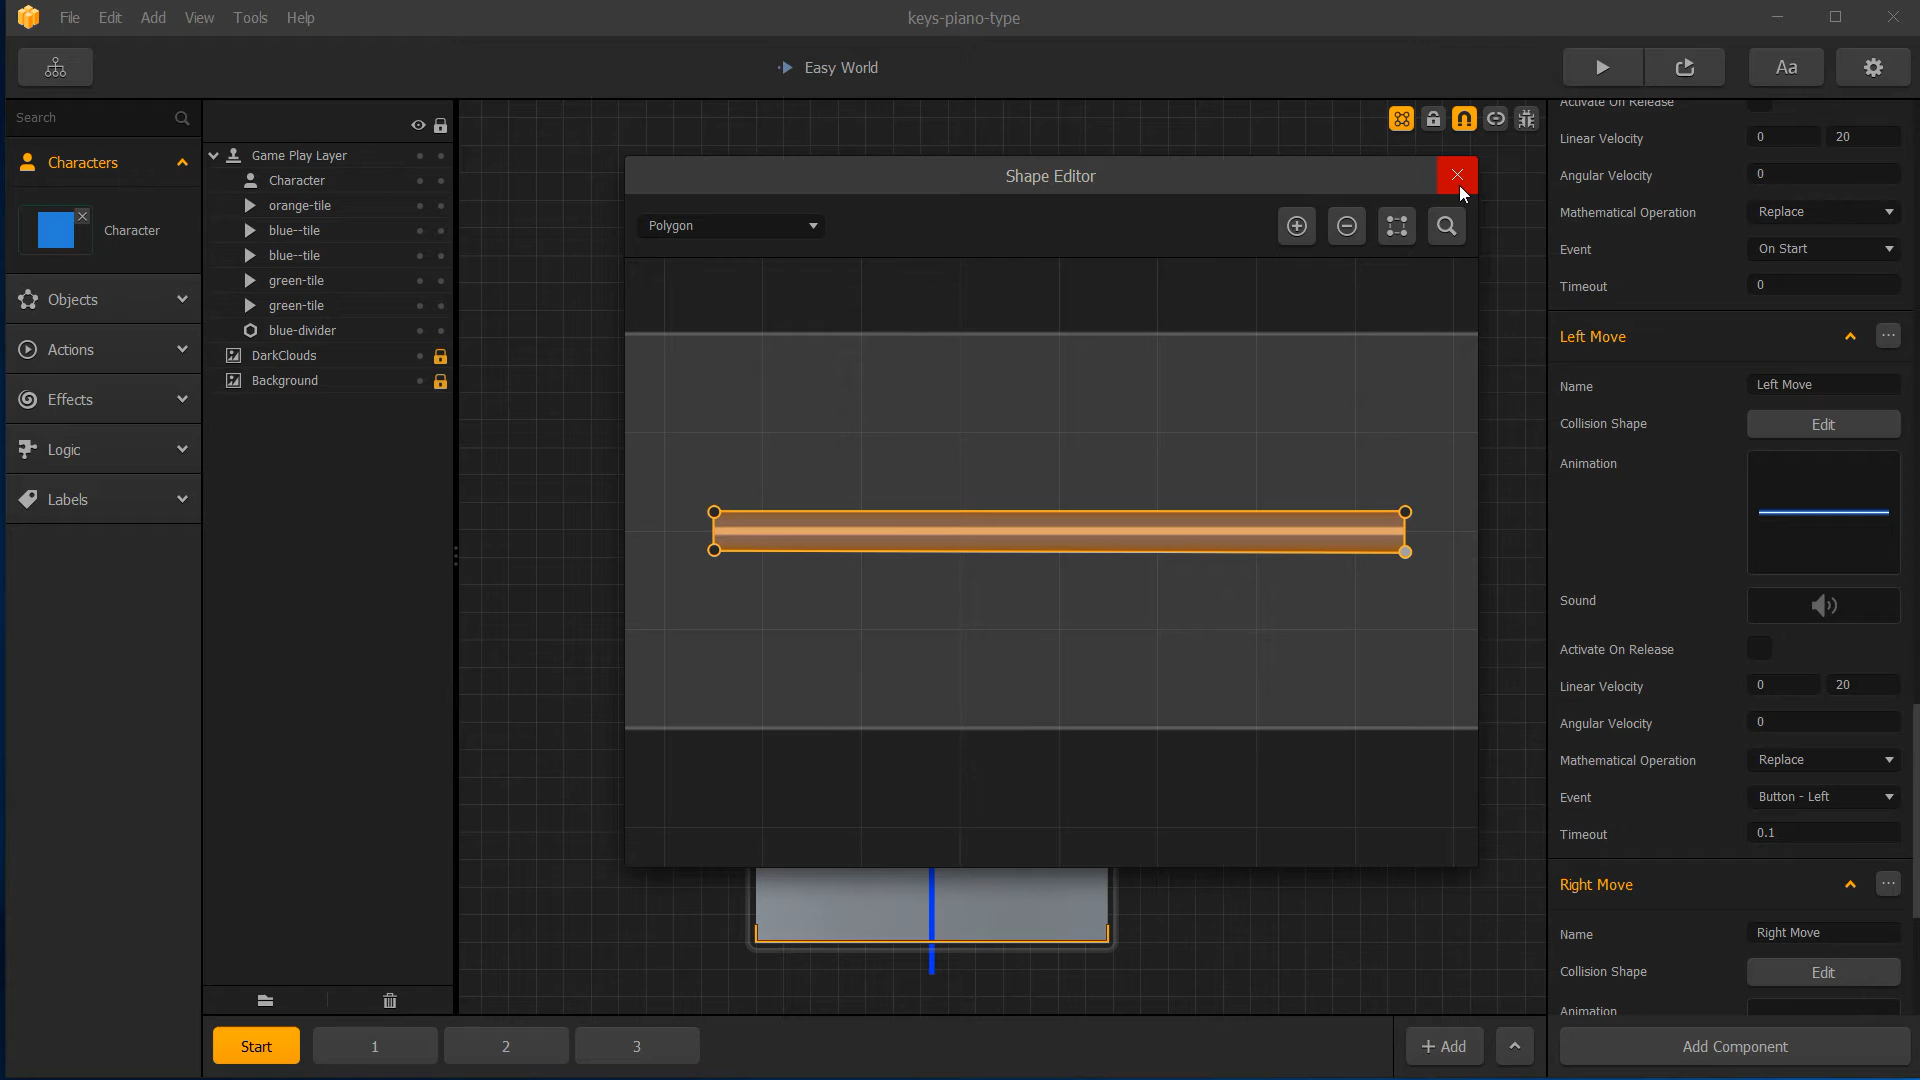 File Edit Add View Tools Help
keys-piano-type
Easy World
Aa
Search
Characters
Character
Objects
Actions
Effects
Logic
Labels
Game Play Layer
Character
orange-tile
blue--tile
blue--tile
green-tile
green-tile
blue-divider
DarkClouds
Background
Shape Editor
Polygon
Activate On Release
Linear Velocity 0 20
Angular Velocity 0
Mathematical Operation Replace
Event On Start
Timeout 0
Left Move
Name Left Move
Collision Shape Edit
Animation
Sound
Activate On Release
Linear Velocity 0 20
Angular Velocity 0
Mathematical Operation Replace
Event Button - Left
Timeout 0.1
Right Move
Name Right Move
Collision Shape Edit
Animation
Start 1 2 3
+ Add
Add Component